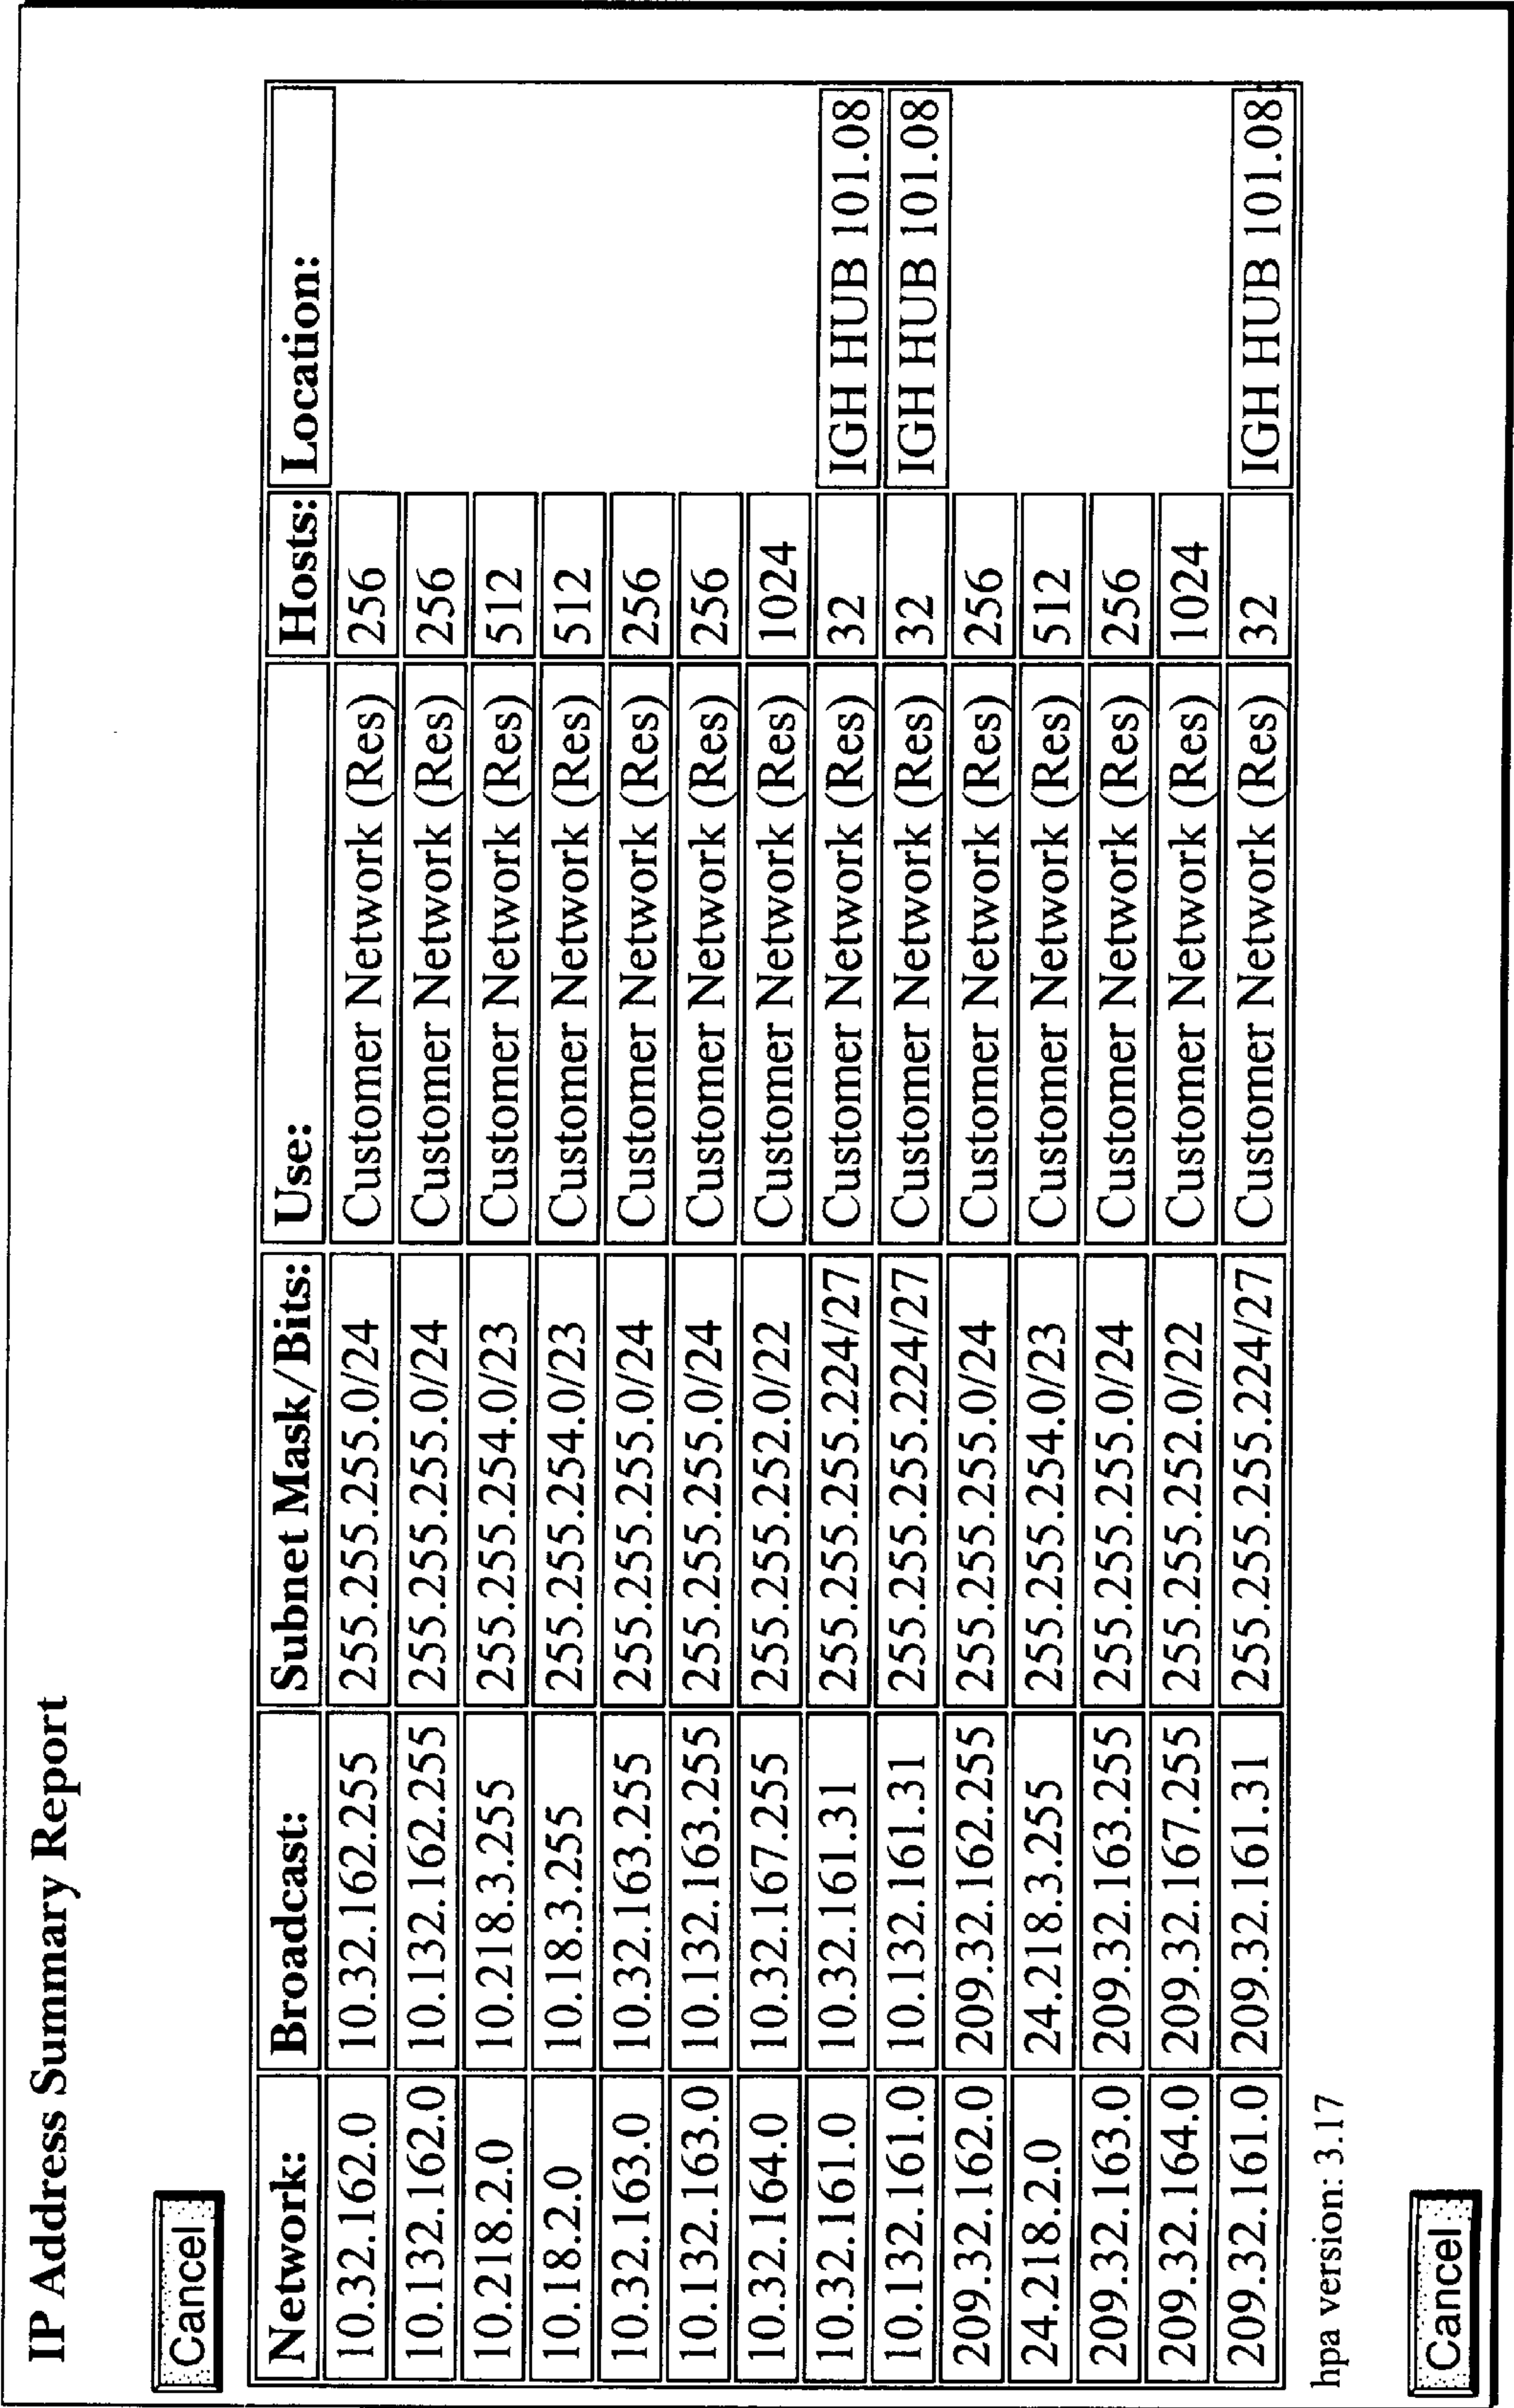 IP Address Summary Report
Cancel
Network: Broadcast: Subnet Mask/Bits: Use: Hosts: Location:
10.32.162.0 10.32.162.255 255.255.255.0/24 Customer Network (Res) 256
10.132.162.0 10.132.162.255 255.255.255.0/24 Customer Network (Res) 256
10.218.2.0 10.218.3.255 255.255.254.0/23 Customer Network (Res) 512
10.18.2.0 10.18.3.255 255.255.254.0/23 Customer Network (Res) 512
10.32.163.0 10.32.163.255 255.255.255.0/24 Customer Network (Res) 256
10.132.163.0 10.132.163.255 255.255.255.0/24 Customer Network (Res) 256
10.32.164.0 10.32.167.255 255.255.252.0/22 Customer Network (Res) 1024
10.32.161.0 10.32.161.31 255.255.255.224/27 Customer Network (Res) 32 IGH HUB 101.08
10.132.161.0 10.132.161.31 255.255.255.224/27 Customer Network (Res) 32 IGH HUB 101.08
209.32.162.0 209.32.162.255 255.255.255.0/24 Customer Network (Res) 256
24.218.2.0 24.218.3.255 255.255.254.0/23 Customer Network (Res) 512
209.32.163.0 209.32.163.255 255.255.255.0/24 Customer Network (Res) 256
209.32.164.0 209.32.167.255 255.255.252.0/22 Customer Network (Res) 1024
209.32.161.0 209.32.161.31 255.255.255.224/27 Customer Network (Res) 32 IGH HUB 101.08
hpa version: 3.17
Cancel